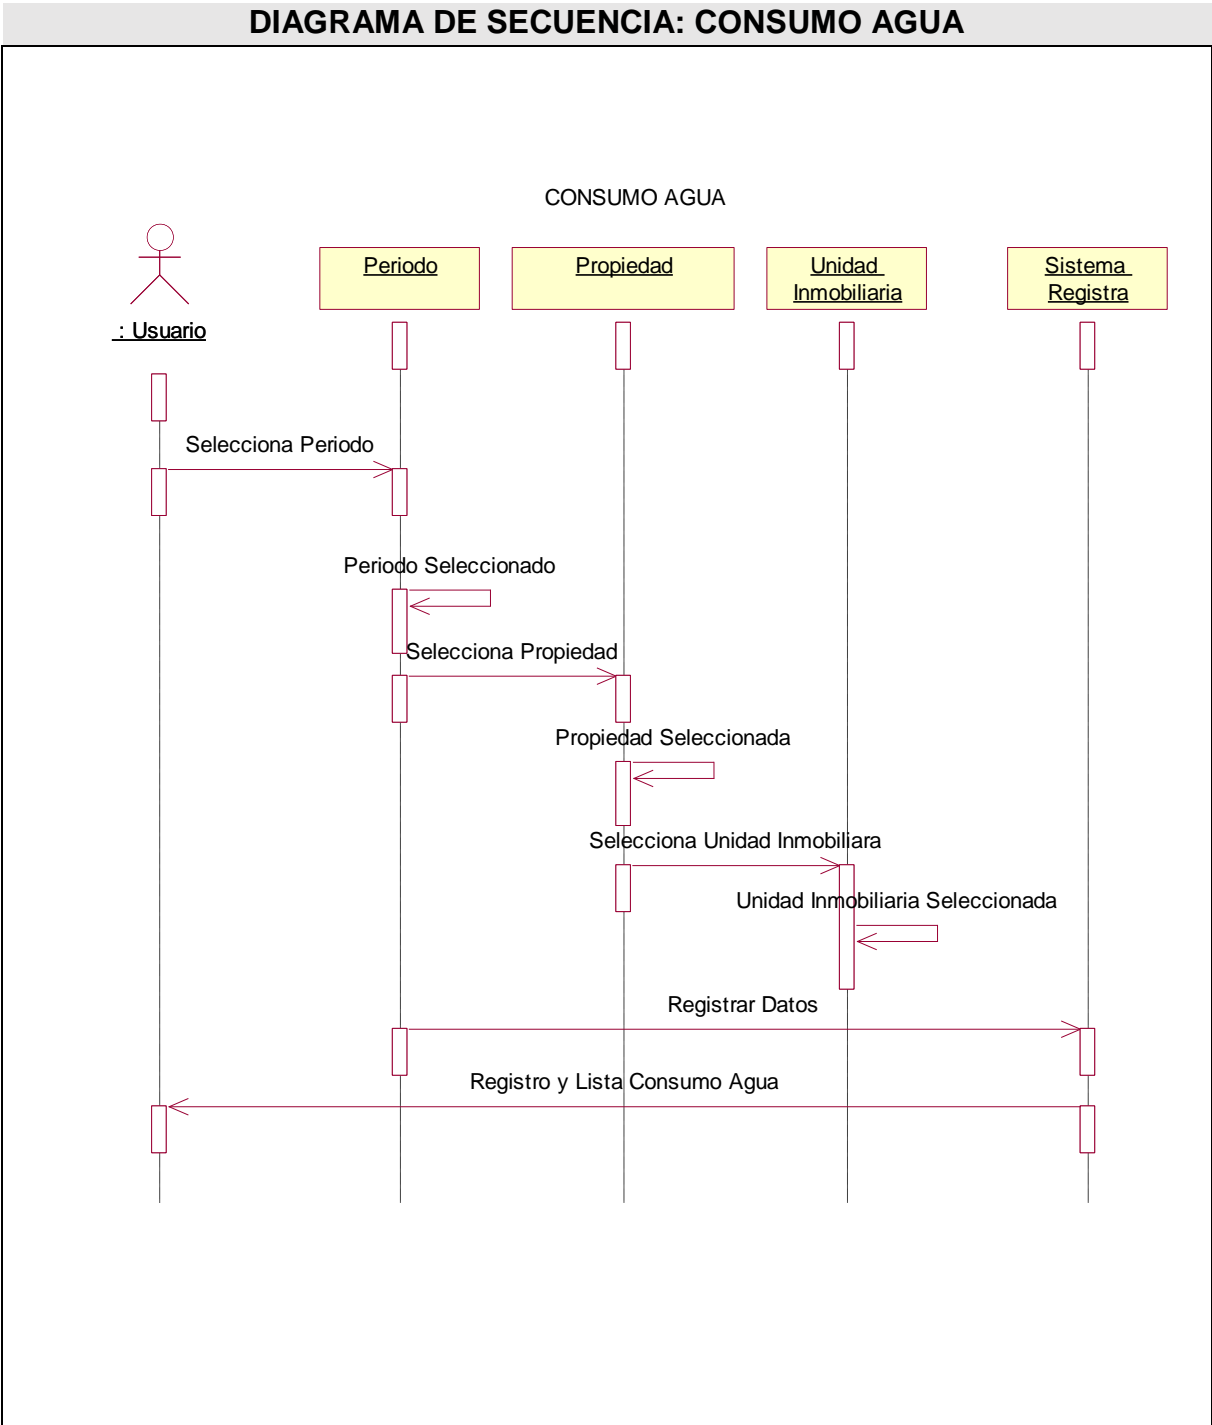 DIAGRAMA DE SECUENCIA: CONSUMO AGUA
CONSUMO AGUA
: Usuario
Periodo
Propiedad
Unidad
Inmobiliaria
Sistema
Registra
Selecciona Periodo
Periodo Seleccionado
Selecciona Propiedad
Propiedad Seleccionada
Selecciona Unidad Inmobiliara
Unidad Inmobiliaria Seleccionada
Registrar Datos
Registro y Lista Consumo Agua